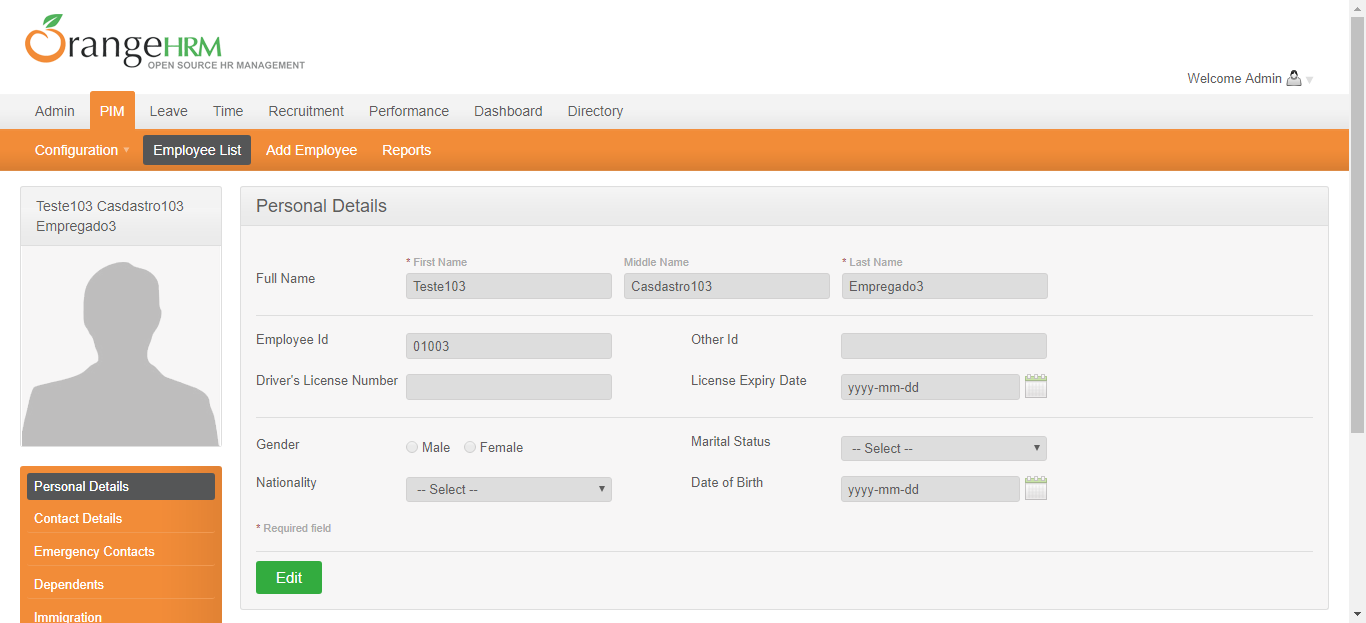 OrangeHRM
OPEN SOURCE HR MANAGEMENT
Welcome Admin
Admin PIM Leave Time Recruitment Performance Dashboard Directory
Configuration Employee List Add Employee Reports
Teste103 Casdastro103
Empregado3
Personal Details
Contact Details
Emergency Contacts
Dependents
Immigration
Personal Details
* First Name Middle Name * Last Name
Full Name Teste103 Casdastro103 Empregado3
Employee Id 01003 Other Id
Driver's License Number License Expiry Date yyyy-mm-dd
Gender Male Female Marital Status -- Select --
Nationality -- Select -- Date of Birth yyyy-mm-dd
* Required field
Edit